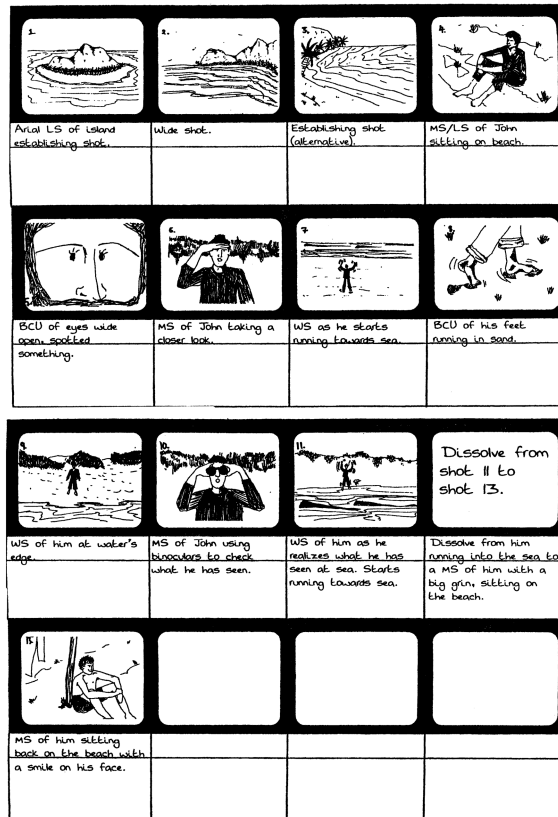 1.
Arial LS of island
establishing shot.
2.
Wide shot.
3.
Establishing shot
(alternative).
4.
MS/LS of John
sitting on beach.
5.
BCU of eyes wide
open, spotted
something.
6.
MS of John taking a
closer look.
7.
WS as he starts
running towards sea.
8.
BCU of his feet
running in sand.
9.
WS of him at water's
edge.
10.
MS of John using
binoculars to check
what he has seen.
11.
WS of him as he
realizes what he has
seen at sea. Starts
running towards sea.
Dissolve from
shot 11 to
shot 13.
Dissolve from him
running into the sea to
a MS of him with a
big grin, sitting on
the beach.
13.
MS of him sitting
back on the beach with
a smile on his face.